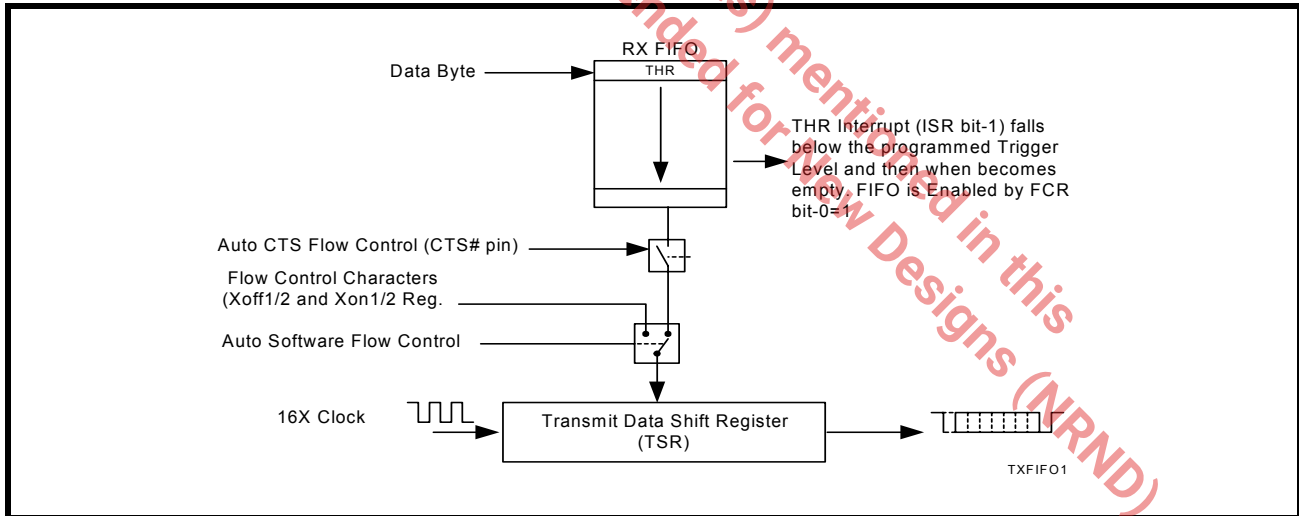 RX FIFO
Data Byte
THR
THR Interrupt (ISR bit-1) falls
below the programmed Trigger
Level and then when becomes
empty. FIFO is Enabled by FCR
bit-0=1
Auto CTS Flow Control (CTS# pin)
Flow Control Characters
(Xoff1/2 and Xon1/2 Reg.
Auto Software Flow Control
16X Clock
Transmit Data Shift Register
(TSR)
TXFIFO1
mentioned in this
for New Designs (NRND)